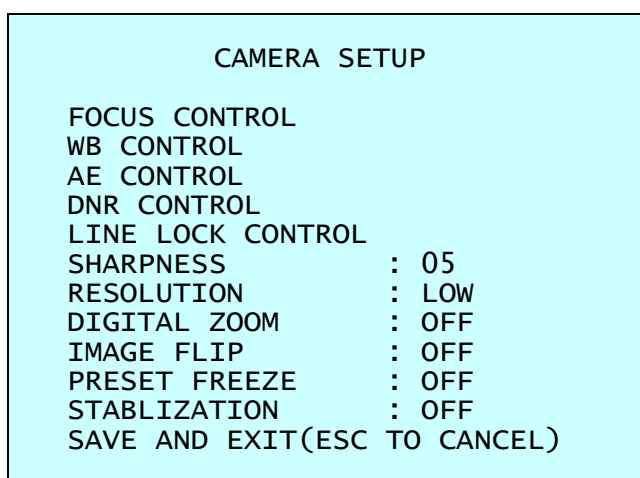 CAMERA SETUP
FOCUS CONTROL
WB CONTROL
AE CONTROL
DNR CONTROL
LINE LOCK CONTROL
SHARPNESS : 05
RESOLUTION : LOW
DIGITAL ZOOM : OFF
IMAGE FLIP : OFF
PRESET FREEZE : OFF
STABLIZATION : OFF
SAVE AND EXIT(ESC TO CANCEL)